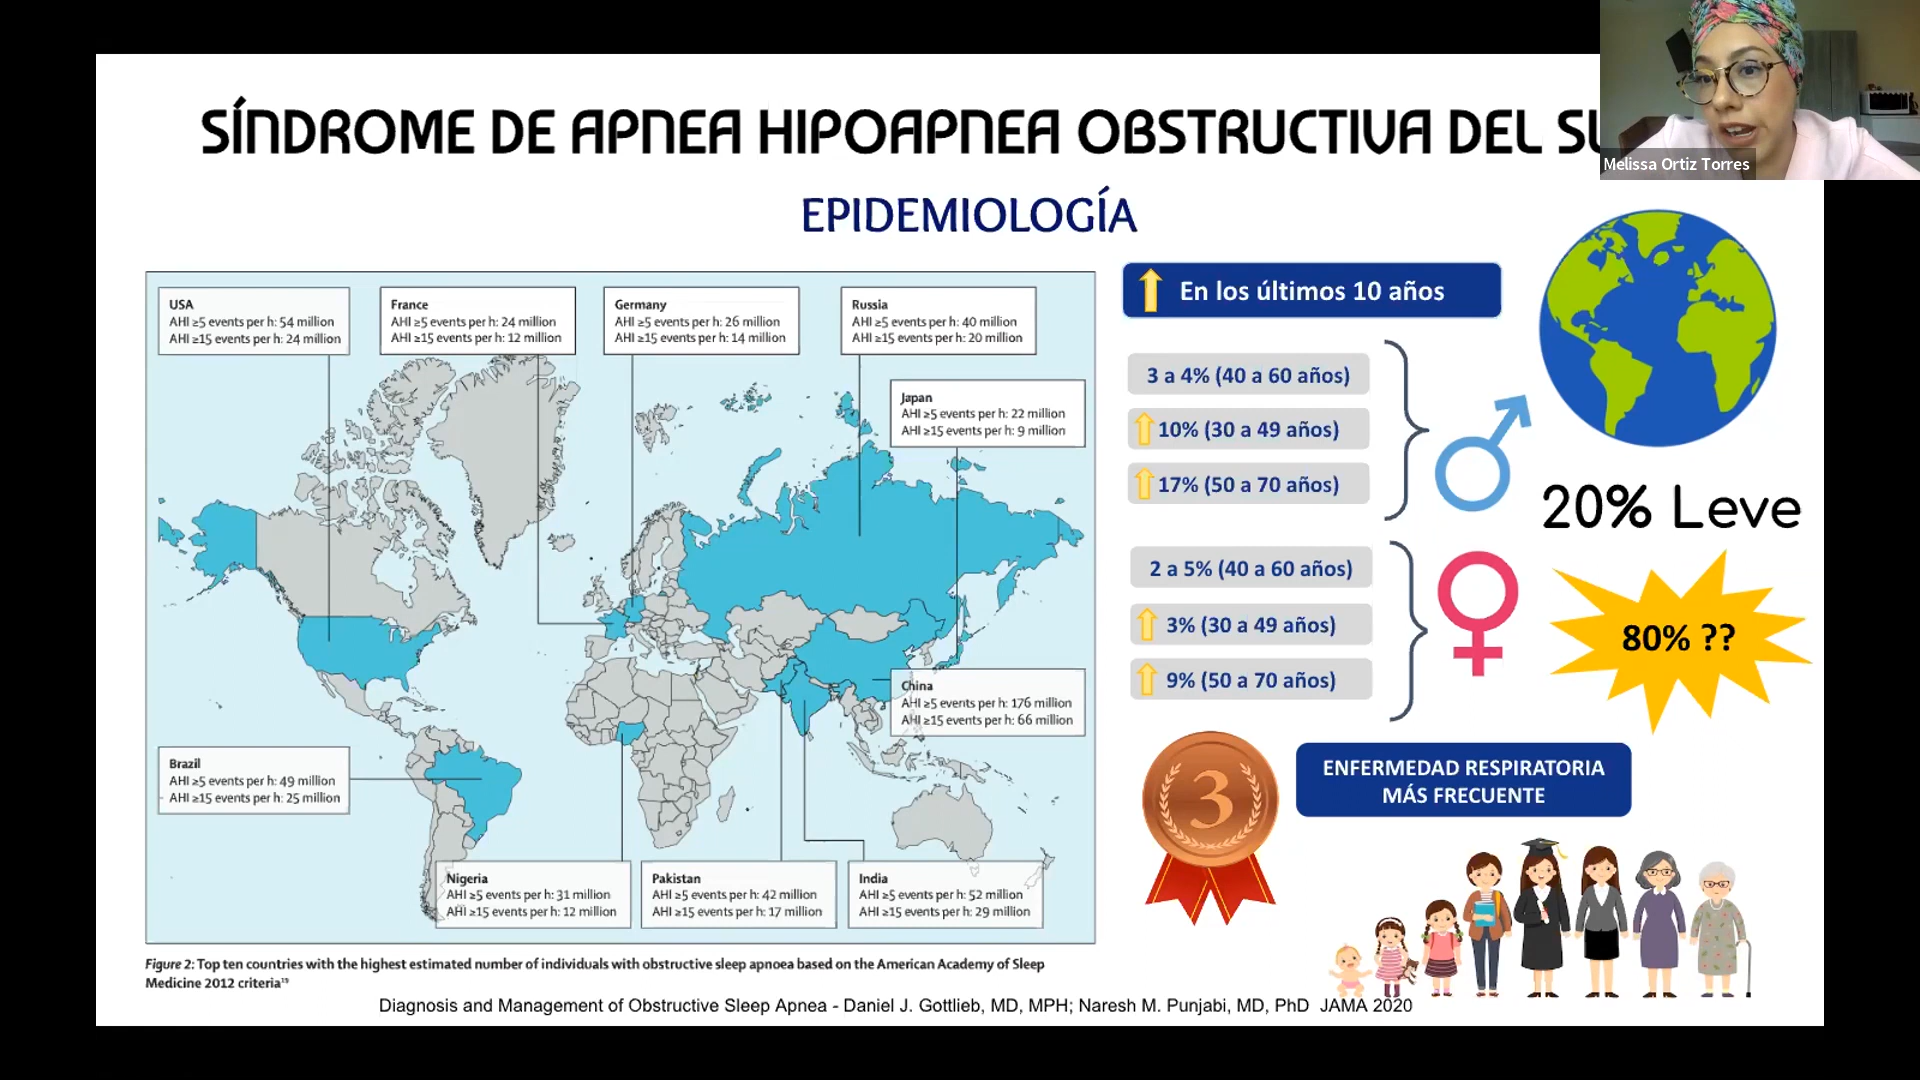 Melissa Ortiz Torres
SÍNDROME DE APNEA HIPOAPNEA OBSTRUCTIVA DEL
EPIDEMIOLOGÍA
USA
AHI ≥5 events per h: 54 million
AHI ≥15 events per h: 24 million
France
AHI ≥5 events per h: 24 million
AHI ≥15 events per h: 12 million
Germany
AHI ≥5 events per h: 26 million
AHI ≥15 events per h: 14 million
Russia
AHI ≥5 events per h: 40 million
AHI ≥15 events per h: 20 million
Japan
AHI ≥5 events per h: 22 million
AHI ≥15 events per h: 9 million
China
AHI ≥5 events per h: 176 million
AHI ≥15 events per h: 66 million
Brazil
AHI ≥5 events per h: 49 million
AHI ≥15 events per h: 25 million
Nigeria
AHI ≥5 events per h: 31 million
AHI ≥15 events per h: 12 million
Pakistan
AHI ≥5 events per h: 42 million
AHI ≥15 events per h: 17 million
India
AHI ≥5 events per h: 52 million
AHI ≥15 events per h: 29 million
Figure 2: Top ten countries with the highest estimated number of individuals with obstructive sleep apnoea based on the American Academy of Sleep
Medicine 2012 criteria¹⁹
En los últimos 10 años
3 a 4% (40 a 60 años)
10% (30 a 49 años)
17% (50 a 70 años)
2 a 5% (40 a 60 años)
3% (30 a 49 años)
9% (50 a 70 años)
20% Leve
80% ??
3
ENFERMEDAD RESPIRATORIA
MÁS FRECUENTE
Diagnosis and Management of Obstructive Sleep Apnea - Daniel J. Gottlieb, MD, MPH; Naresh M. Punjabi, MD, PhD JAMA 2020